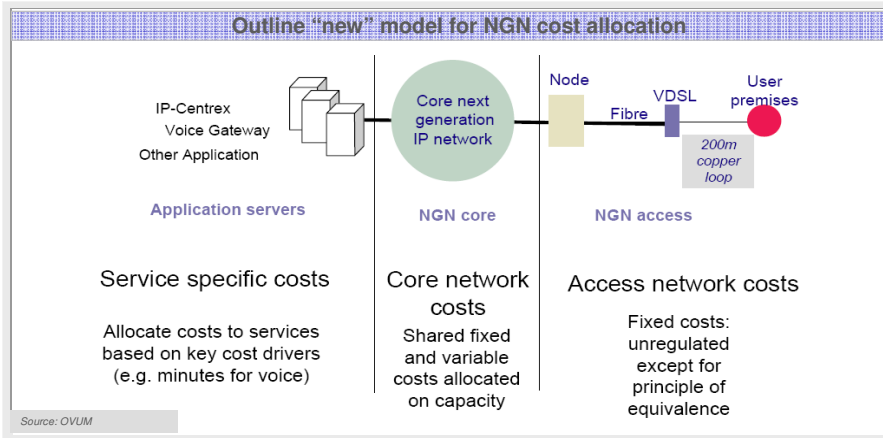 Outline “new” model for NGN cost allocation
IP-Centrex
Voice Gateway
Other Application
Core next
generation
IP network
Node
Fibre
VDSL
User
premises
200m
copper
loop
Application servers
NGN core
NGN access
Service specific costs
Allocate costs to services
based on key cost drivers
(e.g. minutes for voice)
Core network
costs
Shared fixed
and variable
costs allocated
on capacity
Access network costs
Fixed costs:
unregulated
except for
principle of
equivalence
Source: OVUM